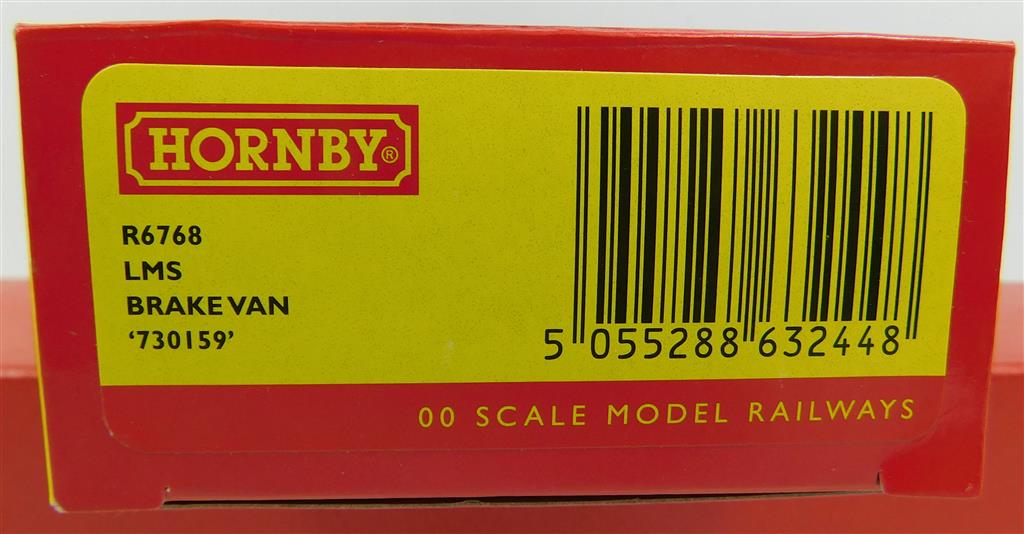 HORNBY®
R6768
LMS
BRAKE VAN
‘730159’
5 055288 632448
00 SCALE MODEL RAILWAYS